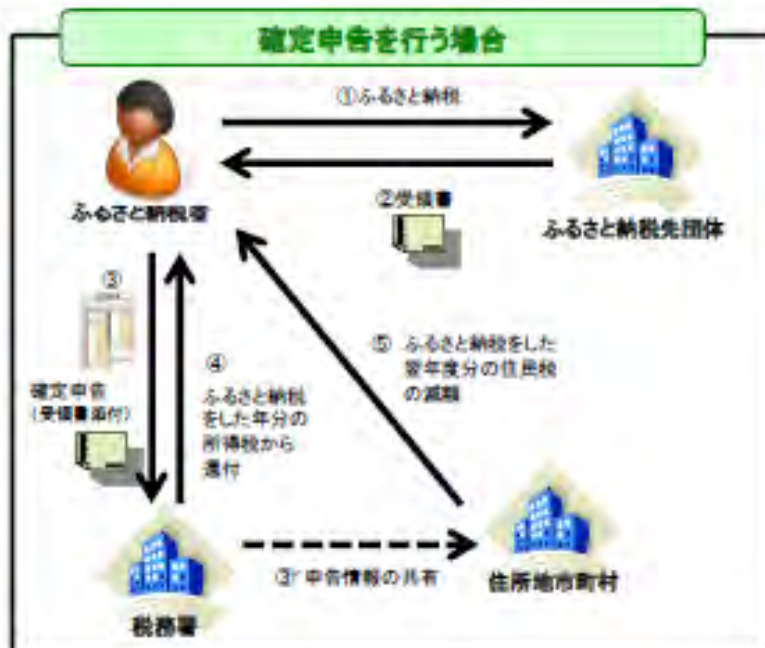 確定申告を行う場合
①ふるさと納税
②受領書
ふるさと納税者
ふるさと納税先団体
③
確定申告
(受領書添付)
④
ふるさと納税
をした年分の
所得税から
還付
⑤ ふるさと納税をした
翌年度分の住民税
の減額
③' 申告情報の共有
税務署
住所地市町村